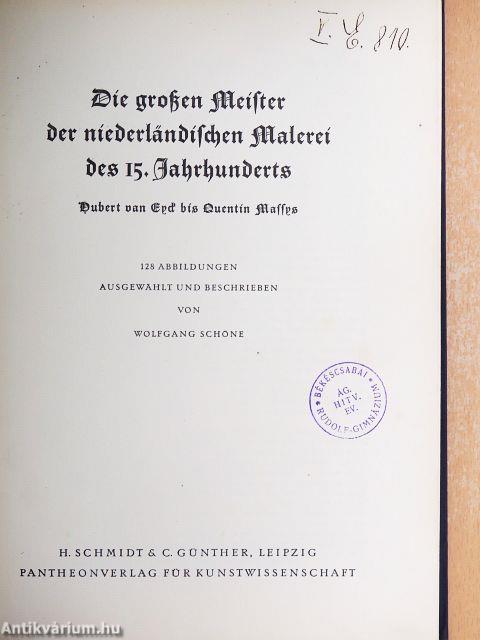 V. E. 810.
Die großen Meister
der niederländischen Malerei
des 15. Jahrhunderts
Hubert van Eyck bis Quentin Massys
128 ABBILDUNGEN
AUSGEWÄHLT UND BESCHRIEBEN
VON
WOLFGANG SCHÖNE
BÉKÉSCSABAI
ÁG.
HITV.
EV.
RUDOLF-GIMNÁZIUM
H. SCHMIDT & C. GÜNTHER, LEIPZIG
PANTHEONVERLAG FÜR KUNSTWISSENSCHAFT
Antikvárium.hu